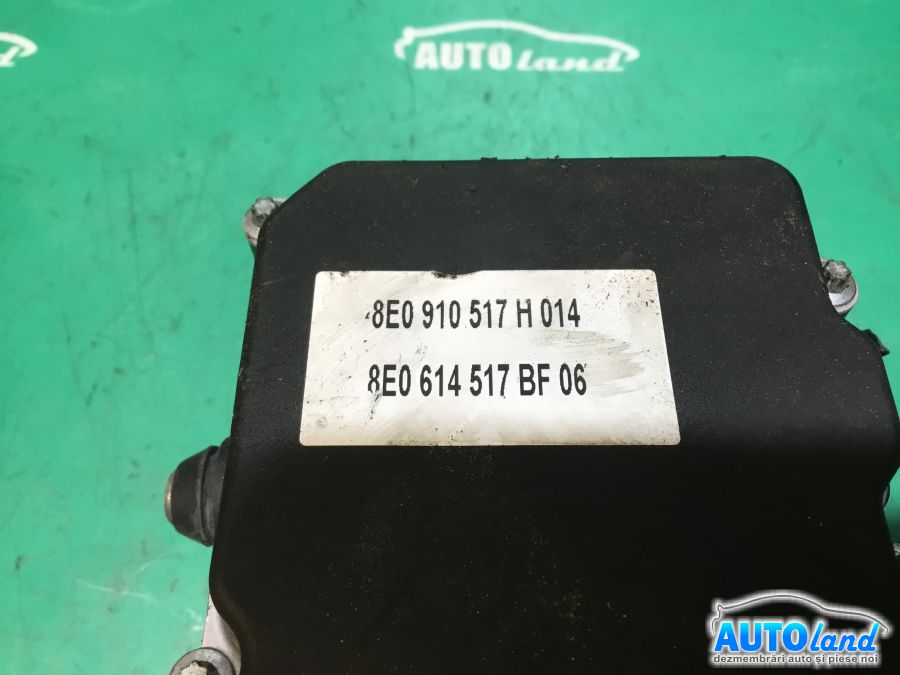 AUTOland
8E0 910 517 H 014
8E0 614 517 BF 06
AUTOland
dezmembrări auto și piese noi